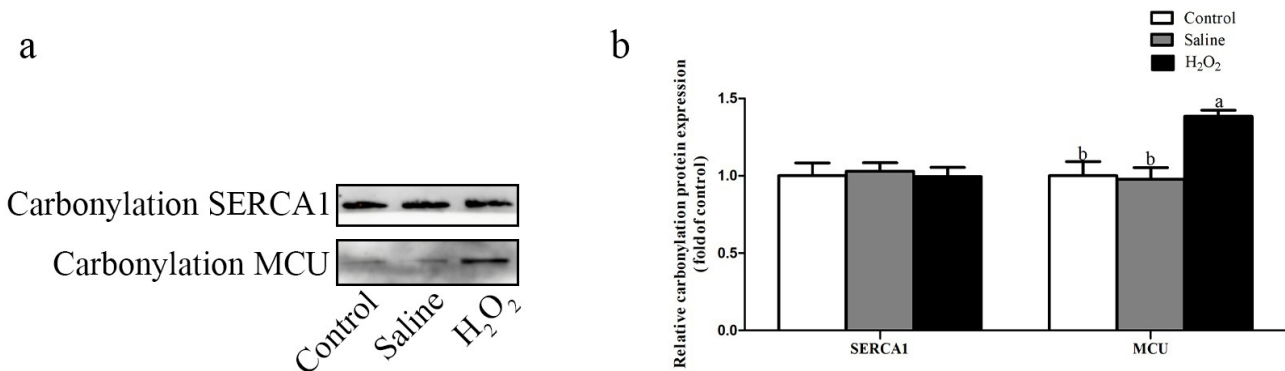 a
Carbonylation SERCA1
Carbonylation MCU
Control
Saline
H₂O₂
b
Control
Saline
H₂O₂
Relative carbonylation protein expression
(fold of control)
1.5
1.0
0.5
0.0
b
b
a
SERCA1
MCU